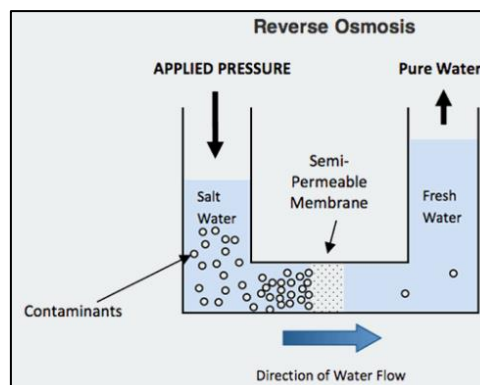 Reverse Osmosis
APPLIED PRESSURE
Pure Water
Semi-
Permeable
Membrane
Salt
Water
Fresh
Water
Contaminants
Direction of Water Flow